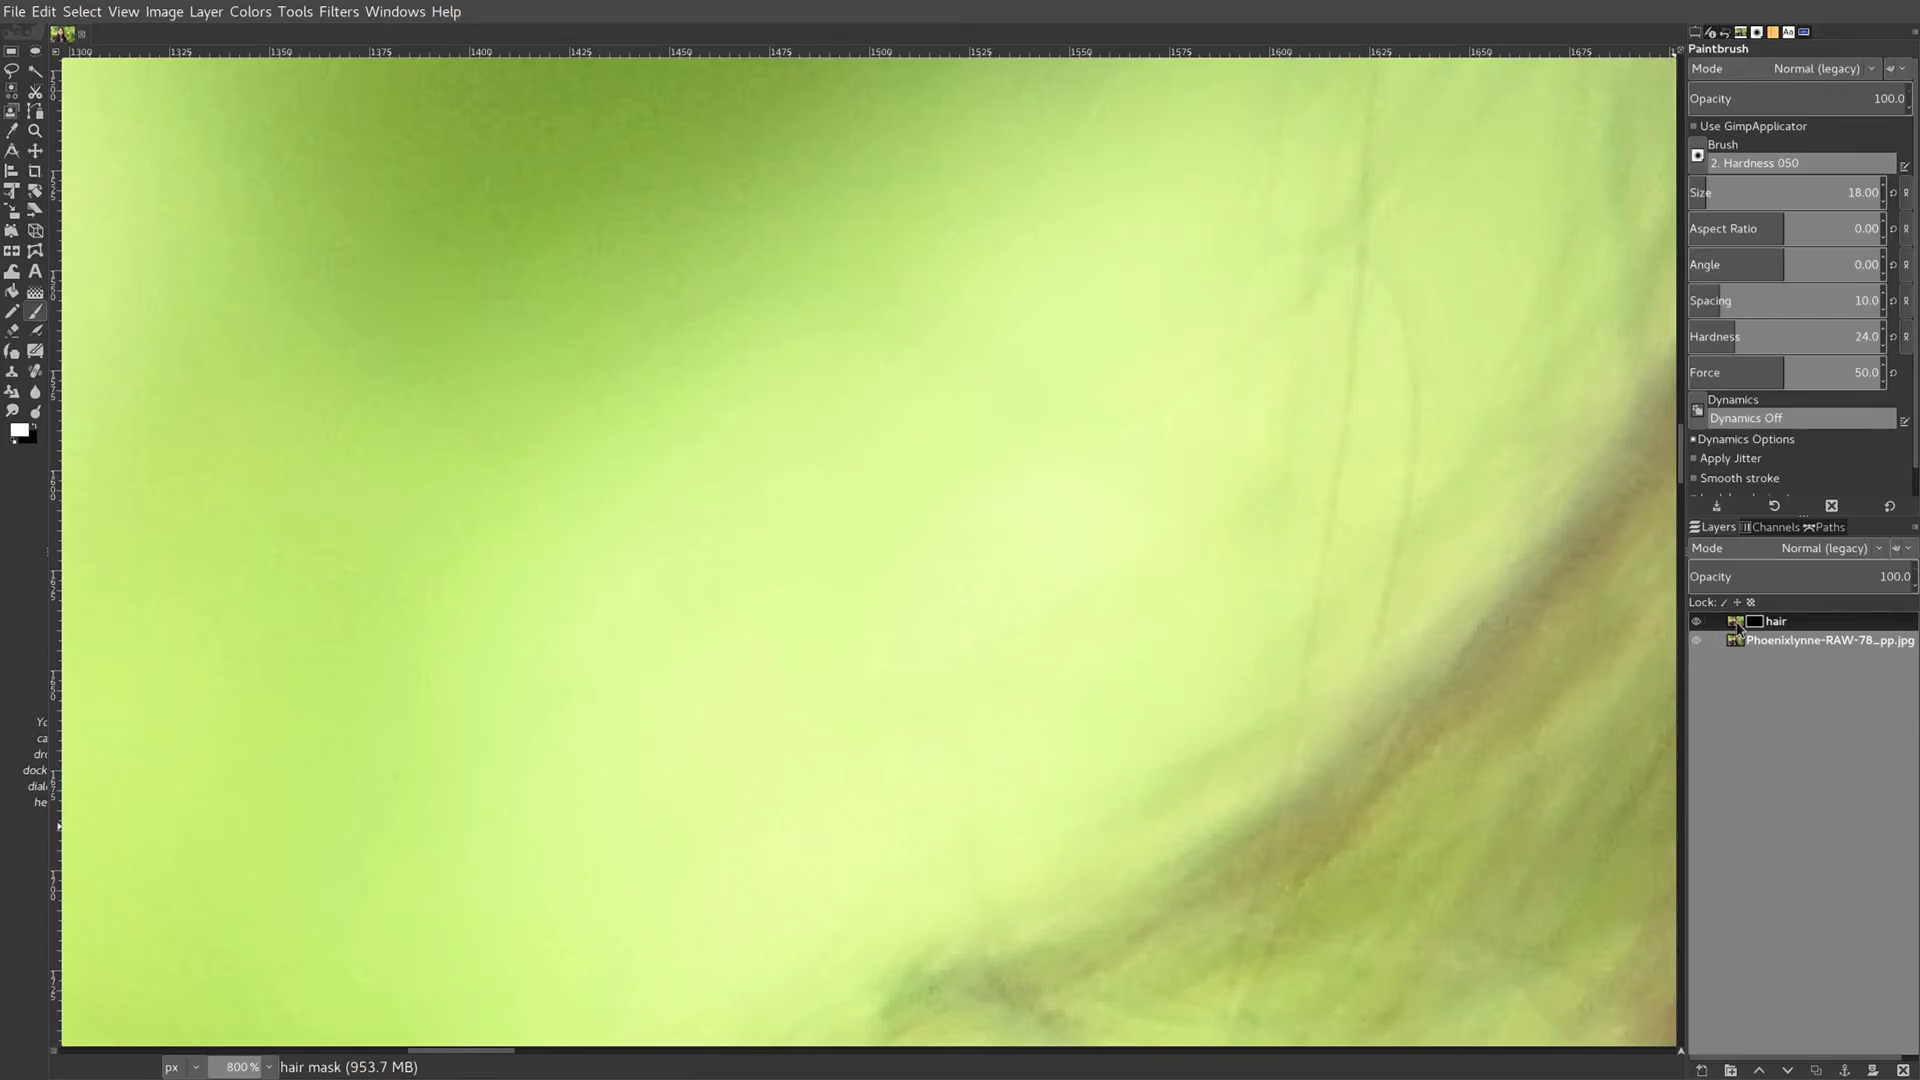 File Edit Select View Image Layer Colors Tools Filters Windows Help
1300 1325 1350 1375 1400 1425 1450 1475 1500 1525 1550 1575 1600 1625 1650 1675
Paintbrush
Mode Normal (legacy)
Opacity 100.0
Use GimpApplicator
Brush
2. Hardness 050
Size 18.00
Aspect Ratio 0.00
Angle 0.00
Spacing 10.0
Hardness 24.0
Force 50.0
Dynamics
Dynamics Off
Dynamics Options
Apply Jitter
Smooth stroke
Layers Channels Paths
Mode Normal (legacy)
Opacity 100.0
Lock:
hair
Phoenixlynne-RAW-78_pp.jpg
px 800% hair mask (953.7 MB)